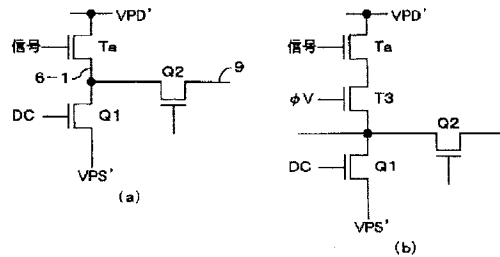 VPD'
信号
Ta
6-1
Q2
9
DC
Q1
VPS'
(a)
VPD'
信号
Ta
φV
T3
Q2
DC
Q1
VPS'
(b)